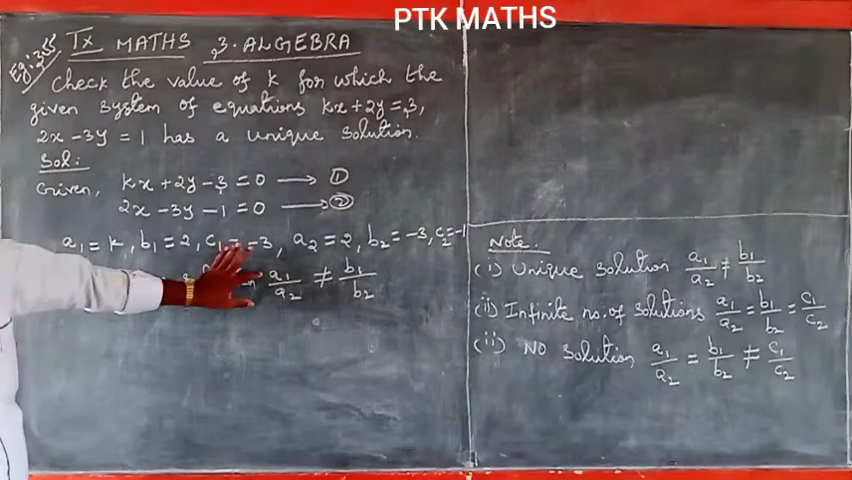 PTK MATHS
Eg: 3.55
IX MATHS 3. ALGEBRA
Check the value of k for which the
given system of equations kx + 2y = 3,
2x - 3y = 1 has a unique solution.
Sol:
Given, kx + 2y - 3 = 0 → ①
2x - 3y - 1 = 0 → ②
a₁ = k, b₁ = 2, c₁ = -3, a₂ = 2, b₂ = -3, c₂ = -1
a₁/a₂ ≠ b₁/b₂
Note:
(i) Unique solution a₁/a₂ ≠ b₁/b₂
(ii) Infinite no. of solutions a₁/a₂ = b₁/b₂ = c₁/c₂
(iii) No solution a₁/a₂ = b₁/b₂ ≠ c₁/c₂